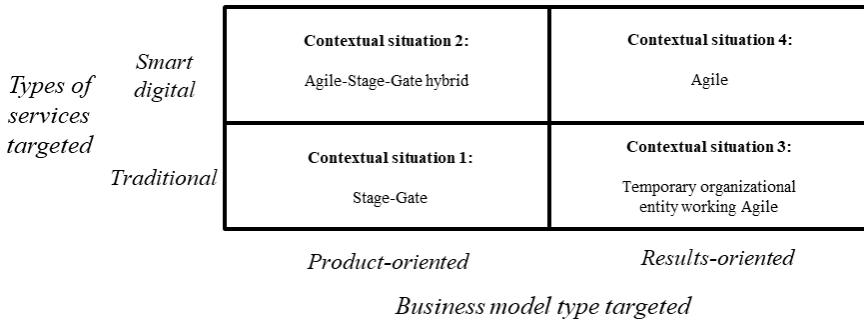 Types of
services
targeted
Smart
digital
Contextual situation 2:
Agile-Stage-Gate hybrid
Contextual situation 4:
Agile
Traditional
Contextual situation 1:
Stage-Gate
Contextual situation 3:
Temporary organizational
entity working Agile
Product-oriented
Results-oriented
Business model type targeted